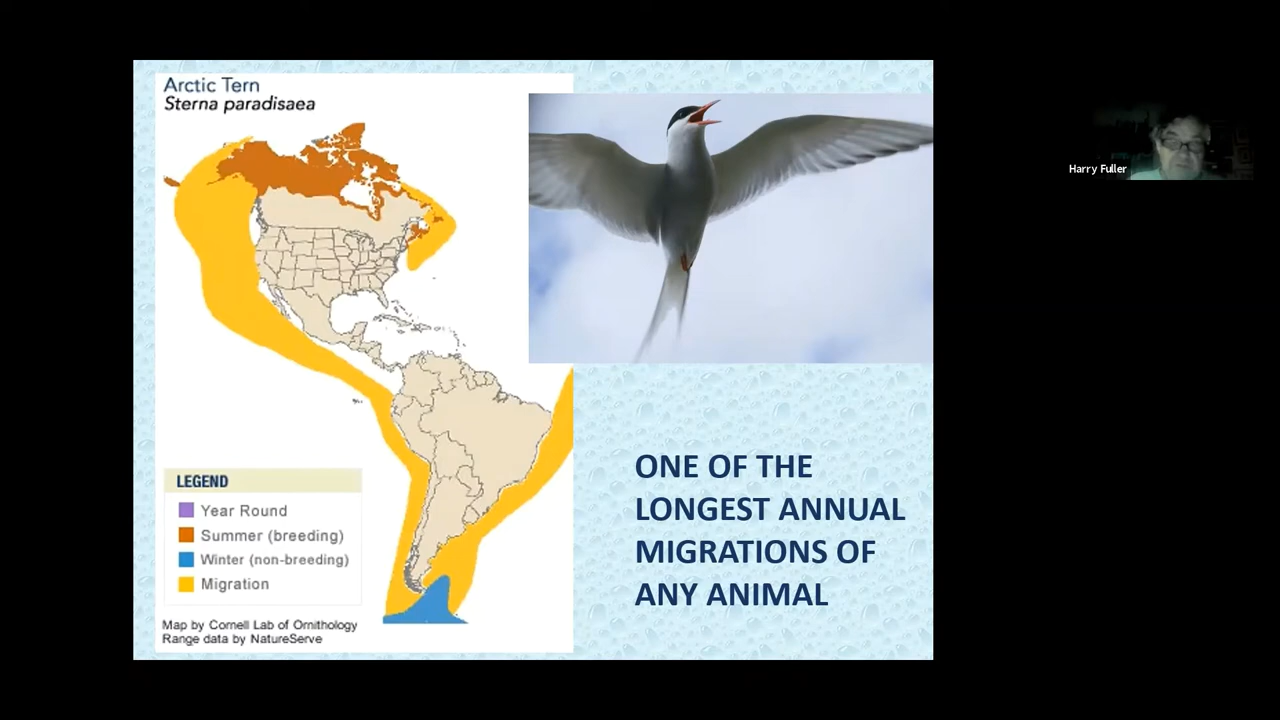 Arctic Tern
Sterna paradisaea
LEGEND
Year Round
Summer (breeding)
Winter (non-breeding)
Migration
Map by Cornell Lab of Ornithology
Range data by NatureServe
ONE OF THE
LONGEST ANNUAL
MIGRATIONS OF
ANY ANIMAL
Harry Fuller